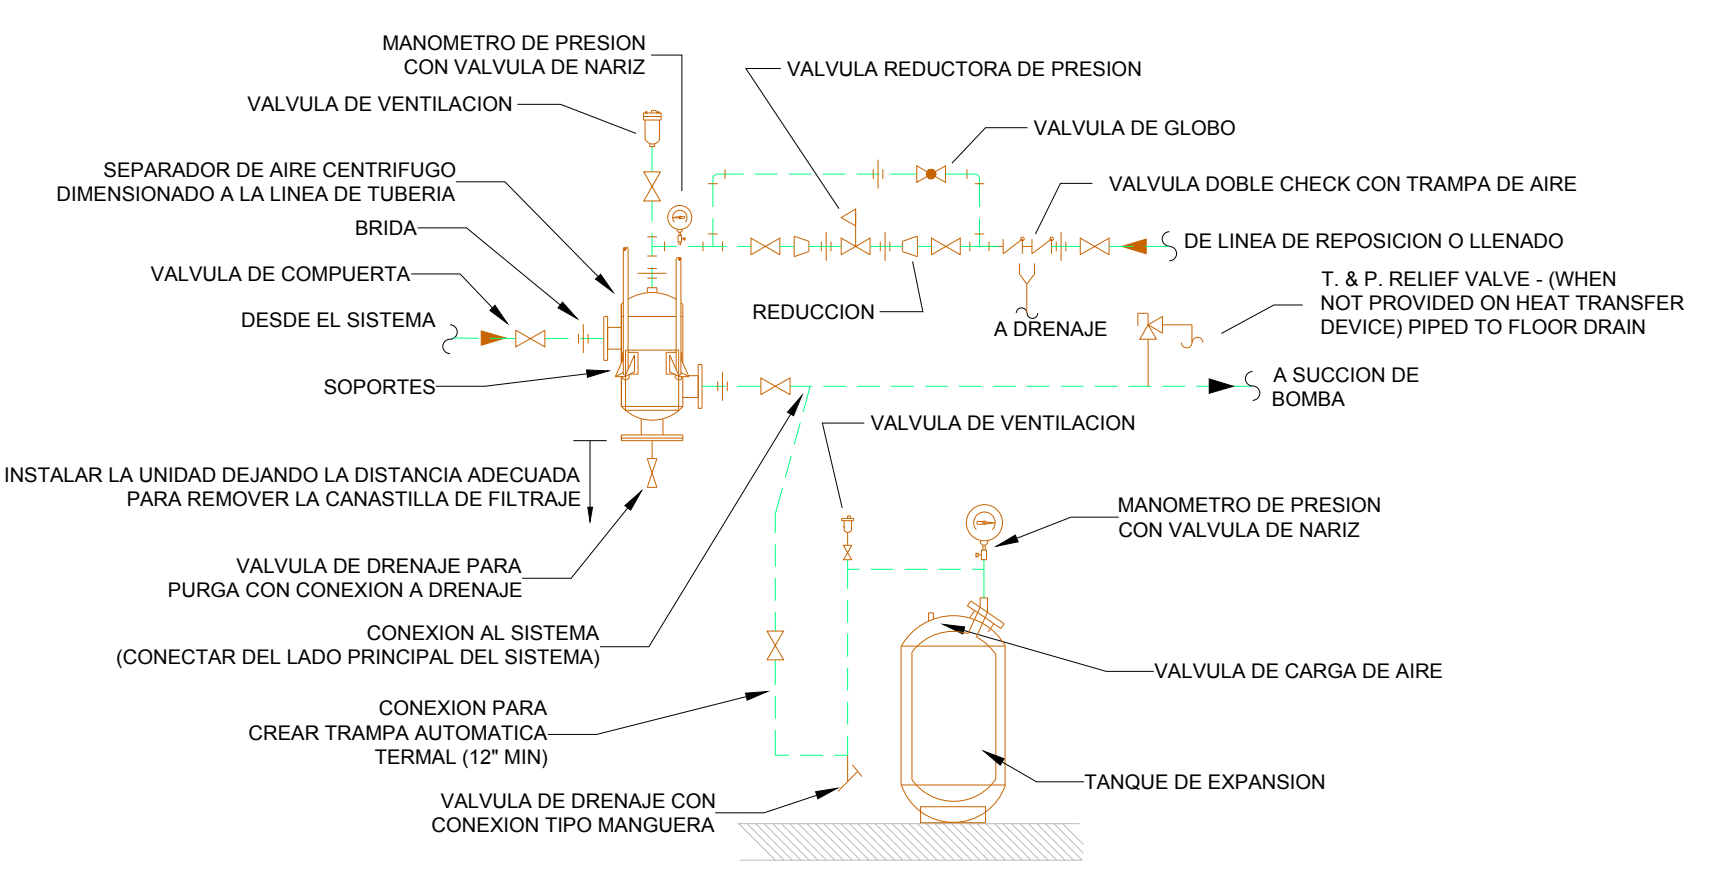 MANOMETRO DE PRESION
CON VALVULA DE NARIZ
VALVULA REDUCTORA DE PRESION
VALVULA DE VENTILACION
VALVULA DE GLOBO
SEPARADOR DE AIRE CENTRIFUGO
DIMENSIONADO A LA LINEA DE TUBERIA
VALVULA DOBLE CHECK CON TRAMPA DE AIRE
BRIDA
DE LINEA DE REPOSICION O LLENADO
VALVULA DE COMPUERTA
T. & P. RELIEF VALVE - (WHEN
NOT PROVIDED ON HEAT TRANSFER
DEVICE) PIPED TO FLOOR DRAIN
REDUCCION
DESDE EL SISTEMA
A DRENAJE
SOPORTES
A SUCCION DE
BOMBA
VALVULA DE VENTILACION
INSTALAR LA UNIDAD DEJANDO LA DISTANCIA ADECUADA
PARA REMOVER LA CANASTILLA DE FILTRAJE
MANOMETRO DE PRESION
CON VALVULA DE NARIZ
VALVULA DE DRENAJE PARA
PURGA CON CONEXION A DRENAJE
CONEXION AL SISTEMA
(CONECTAR DEL LADO PRINCIPAL DEL SISTEMA)
VALVULA DE CARGA DE AIRE
CONEXION PARA
CREAR TRAMPA AUTOMATICA
TERMAL (12" MIN)
TANQUE DE EXPANSION
VALVULA DE DRENAJE CON
CONEXION TIPO MANGUERA